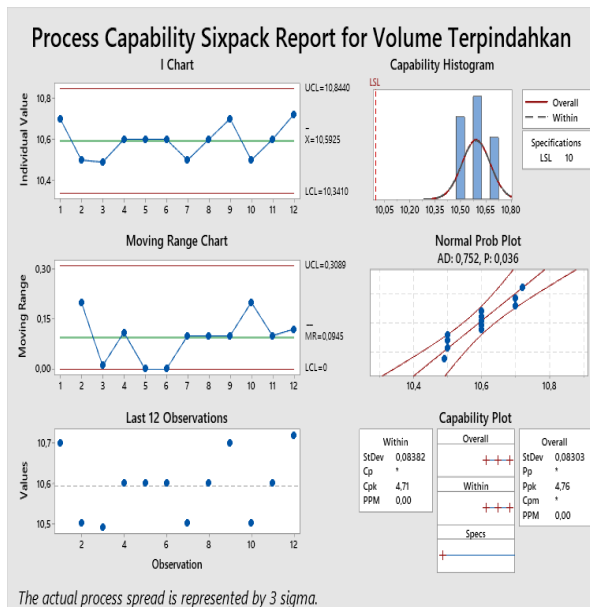 Process Capability Sixpack Report for Volume Terpindahkan
I Chart
Individual Value
10,8
10,6
10,4
UCL=10,8440
X=10,5925
LCL=10,3410
1 2 3 4 5 6 7 8 9 10 11 12
Capability Histogram
LSL
10,05 10,20 10,35 10,50 10,65 10,80
Overall
Within
Specifications
LSL 10
Moving Range Chart
Moving Range
0,30
0,15
0,00
UCL=0,3089
MR=0,0945
LCL=0
1 2 3 4 5 6 7 8 9 10 11 12
Normal Prob Plot
AD: 0,752, P: 0,036
10,4 10,6 10,8
Last 12 Observations
Values
10,7
10,6
10,5
2 4 6 8 10 12
Observation
Capability Plot
Within
StDev 0,08382
Cp *
Cpk 4,71
PPM 0,00
Overall
Within
Specs
Overall
StDev 0,08303
Pp *
Ppk 4,76
Cpm *
PPM 0,00
The actual process spread is represented by 3 sigma.